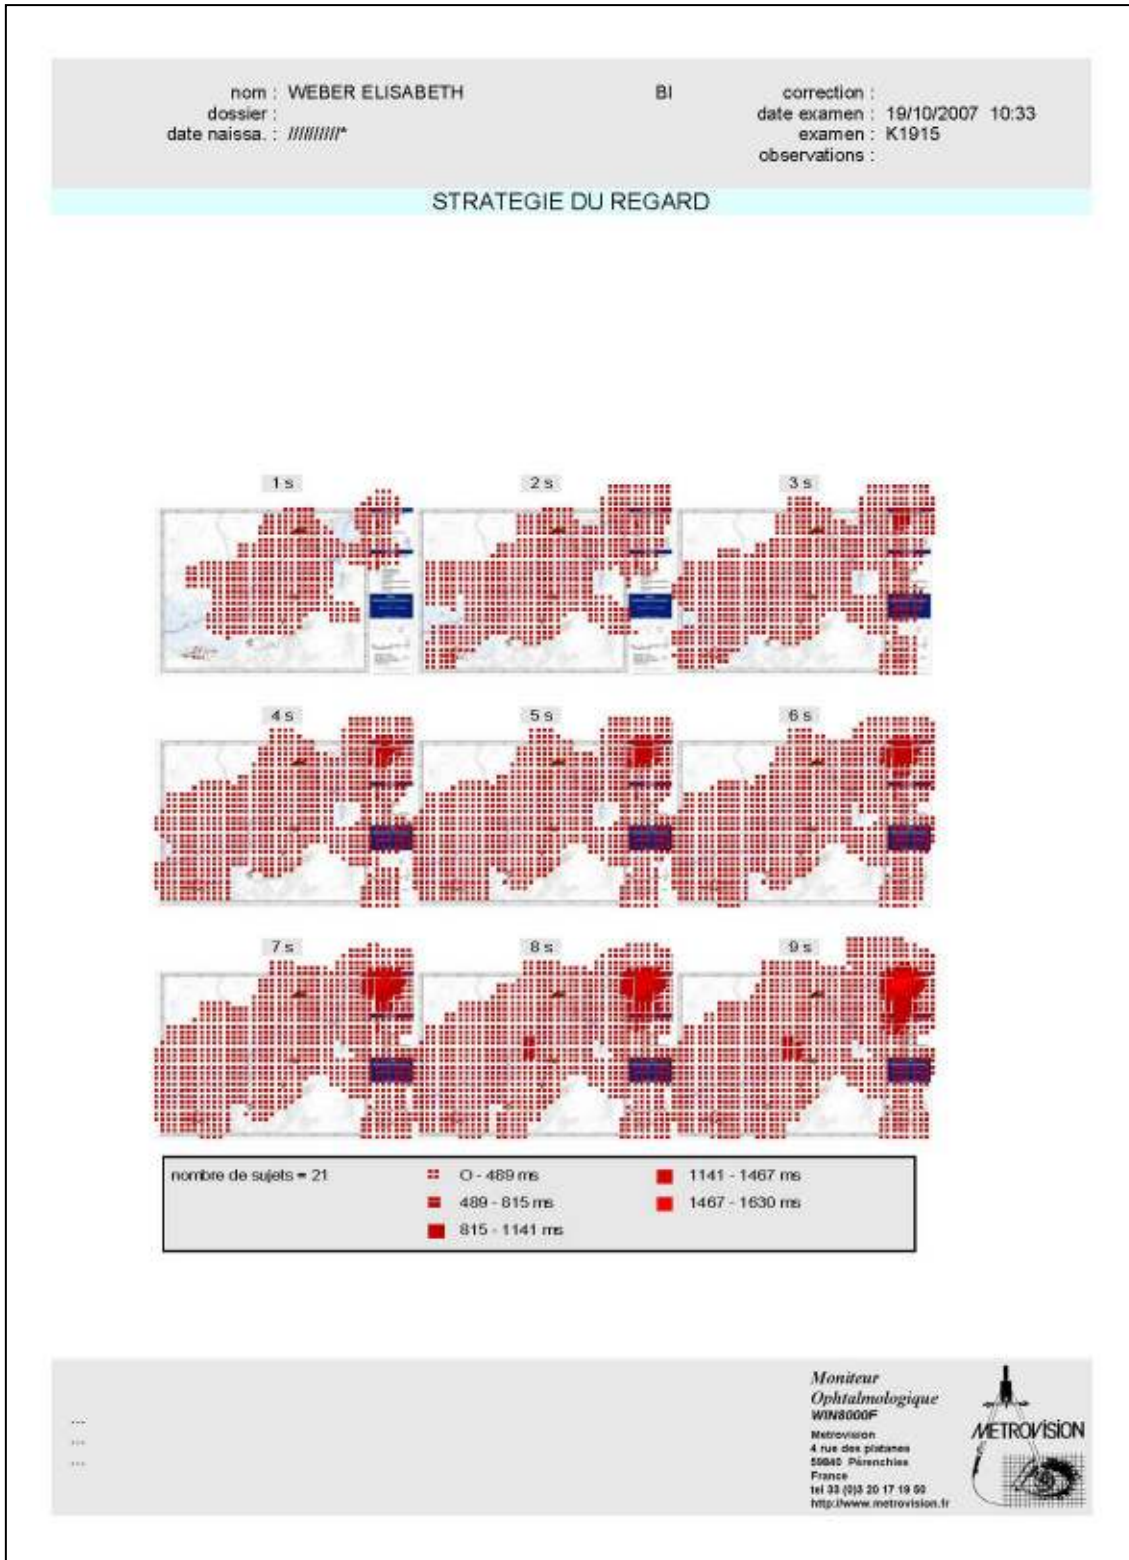 nom : WEBER ELISABETH BI correction :
dossier : date examen : 19/10/2007 10:33
date naissa. : //////////* examen : K1915
observations :
STRATEGIE DU REGARD
1 s 2 s 3 s
4 s 5 s 6 s
7 s 8 s 9 s
nombre de sujets = 21 O - 489 ms 1141 - 1467 ms
489 - 815 ms 1467 - 1630 ms
815 - 1141 ms
Moniteur
Ophtalmologique
WIN8000F
Metrovision
4 rue des platanes
59840 Pérenchies
France
tel 33 (0)3 20 17 19 50
http://www.metrovision.fr
METROVISION
...
...
...